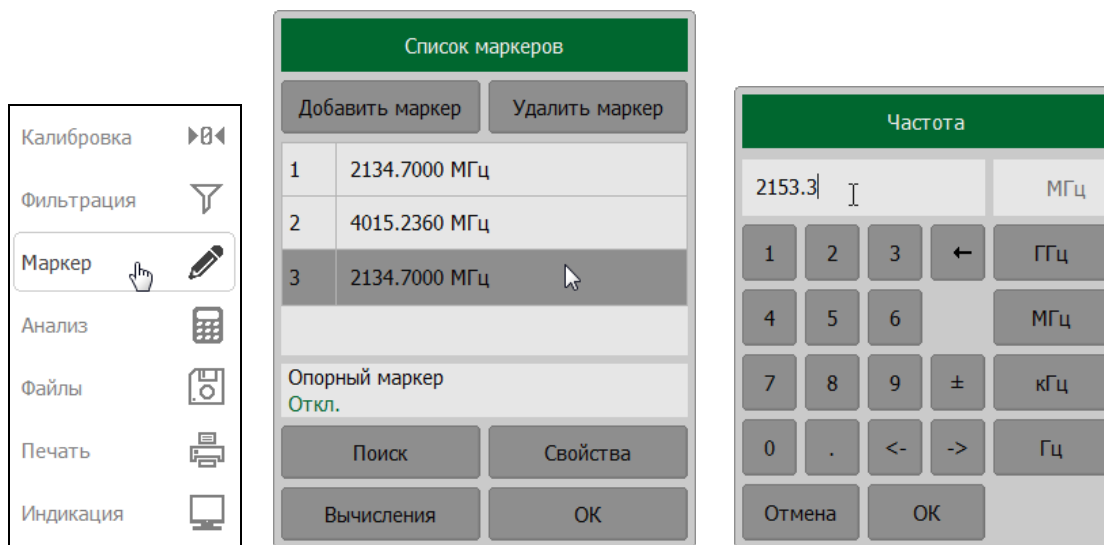 Калибровка
Фильтрация
Маркер
Анализ
Файлы
Печать
Индикация
Список маркеров
Добавить маркер Удалить маркер
1 2134.7000 МГц
2 4015.2360 МГц
3 2134.7000 МГц
Опорный маркер
Откл.
Поиск Свойства
Вычисления ОК
Частота
2153.3 МГц
1 2 3 ← ГГц
4 5 6 МГц
7 8 9 ± кГц
0 . <- -> Гц
Отмена ОК